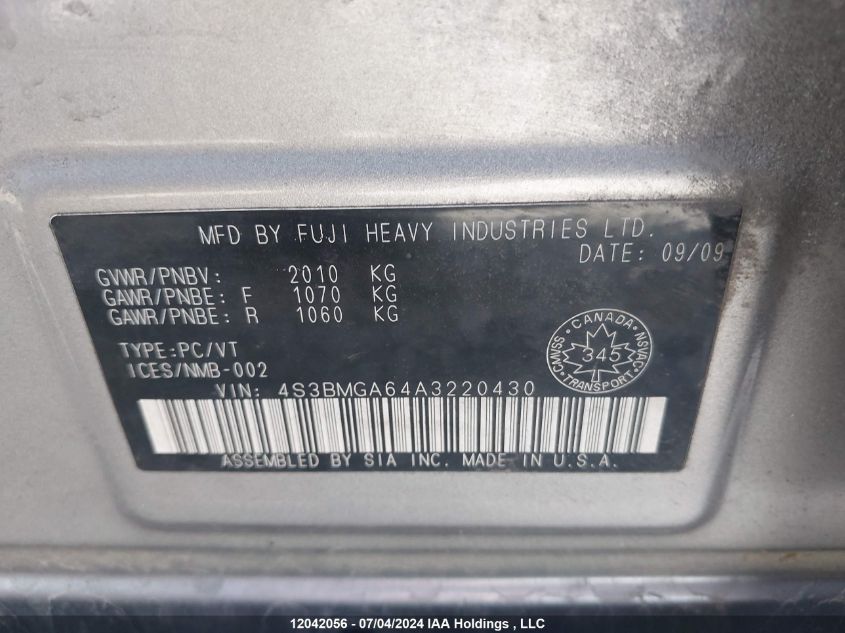 MFD BY FUJI HEAVY INDUSTRIES LTD.
DATE: 09/09
GVWR/PNBV: 2010 KG
GAWR/PNBE: F 1070 KG
GAWR/PNBE: R 1060 KG
TYPE:PC/VT
ICES/NMB-002
CANADA
CMVSS 345 NSVAC
TRANSPORT
VIN: 4S3BMGA64A3220430
ASSEMBLED BY SIA INC. MADE IN U.S.A.
12042056 - 07/04/2024 IAA Holdings , LLC